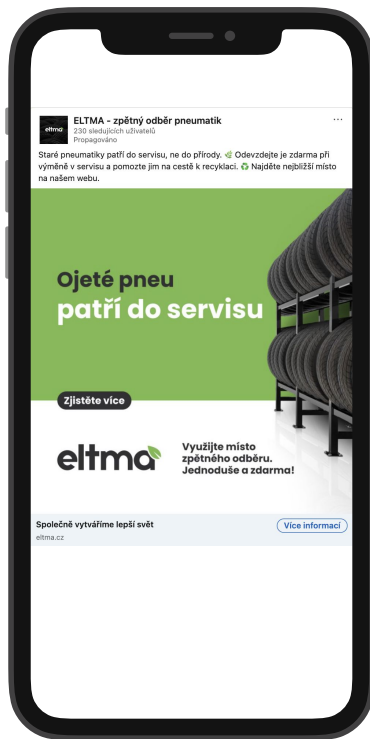 eltma
ELTMA - zpětný odběr pneumatik
230 sledujících uživatelů
Propagováno
...
Staré pneumatiky patří do servisu, ne do přírody. 🌿 Odevzdejte je zdarma při
výměně v servisu a pomozte jim na cestě k recyklaci. ♻️ Najděte nejbližší místo
na našem webu.
Ojeté pneu
patří do servisu
Zjistěte více
eltma
Využijte místo
zpětného odběru.
Jednoduše a zdarma!
Společně vytváříme lepší svět
eltma.cz
Více informací